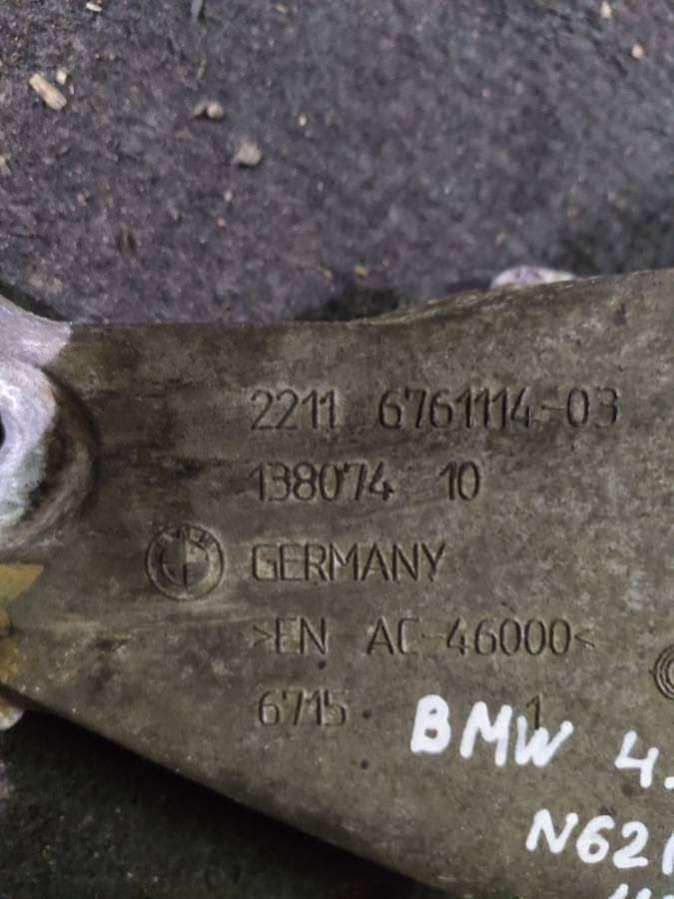 2211 6761114-03
138074 10
GERMANY
>EN AC-46000<
6715 1
BMW 4.
N62